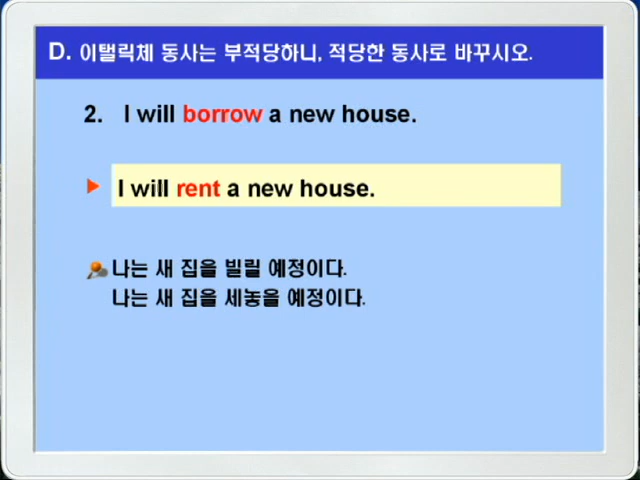 D. 이탤릭체 동사는 부적당하니, 적당한 동사로 바꾸시오.
2. I will borrow a new house.
I will rent a new house.
나는 새 집을 빌릴 예정이다.
나는 새 집을 세놓을 예정이다.